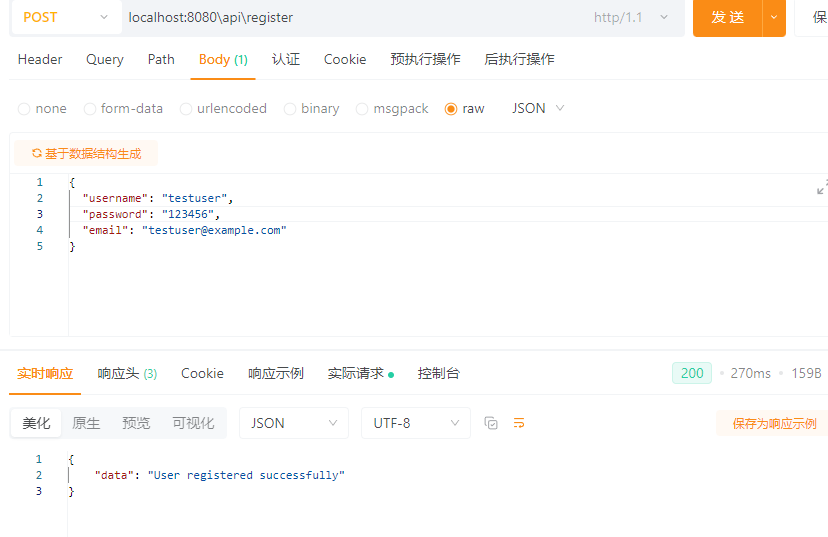 POST localhost:8080\api\register http/1.1 发 送 保
Header Query Path Body (1) 认证 Cookie 预执行操作 后执行操作
none form-data urlencoded binary msgpack raw JSON
基于数据结构生成
1 {
2 "username": "testuser",
3 "password": "123456",
4 "email": "testuser@example.com"
5 }
实时响应 响应头 (3) Cookie 响应示例 实际请求 控制台 200 270ms 159B
美化 原生 预览 可视化 JSON UTF-8 保存为响应示例
1 {
2 "data": "User registered successfully"
3 }